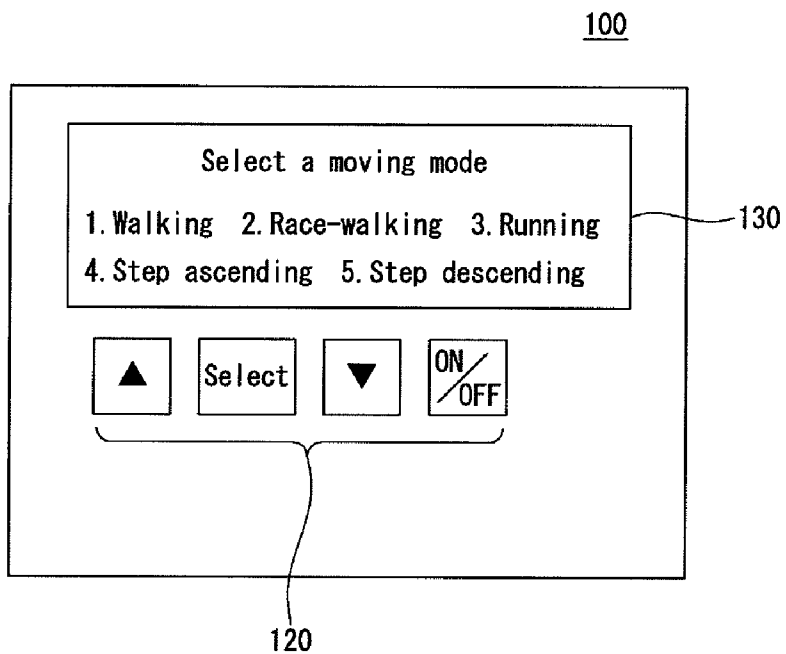 100
Select a moving mode
1.Walking 2.Race-walking 3.Running
4.Step ascending 5.Step descending
130
▲ Select ▼ ON/OFF
120